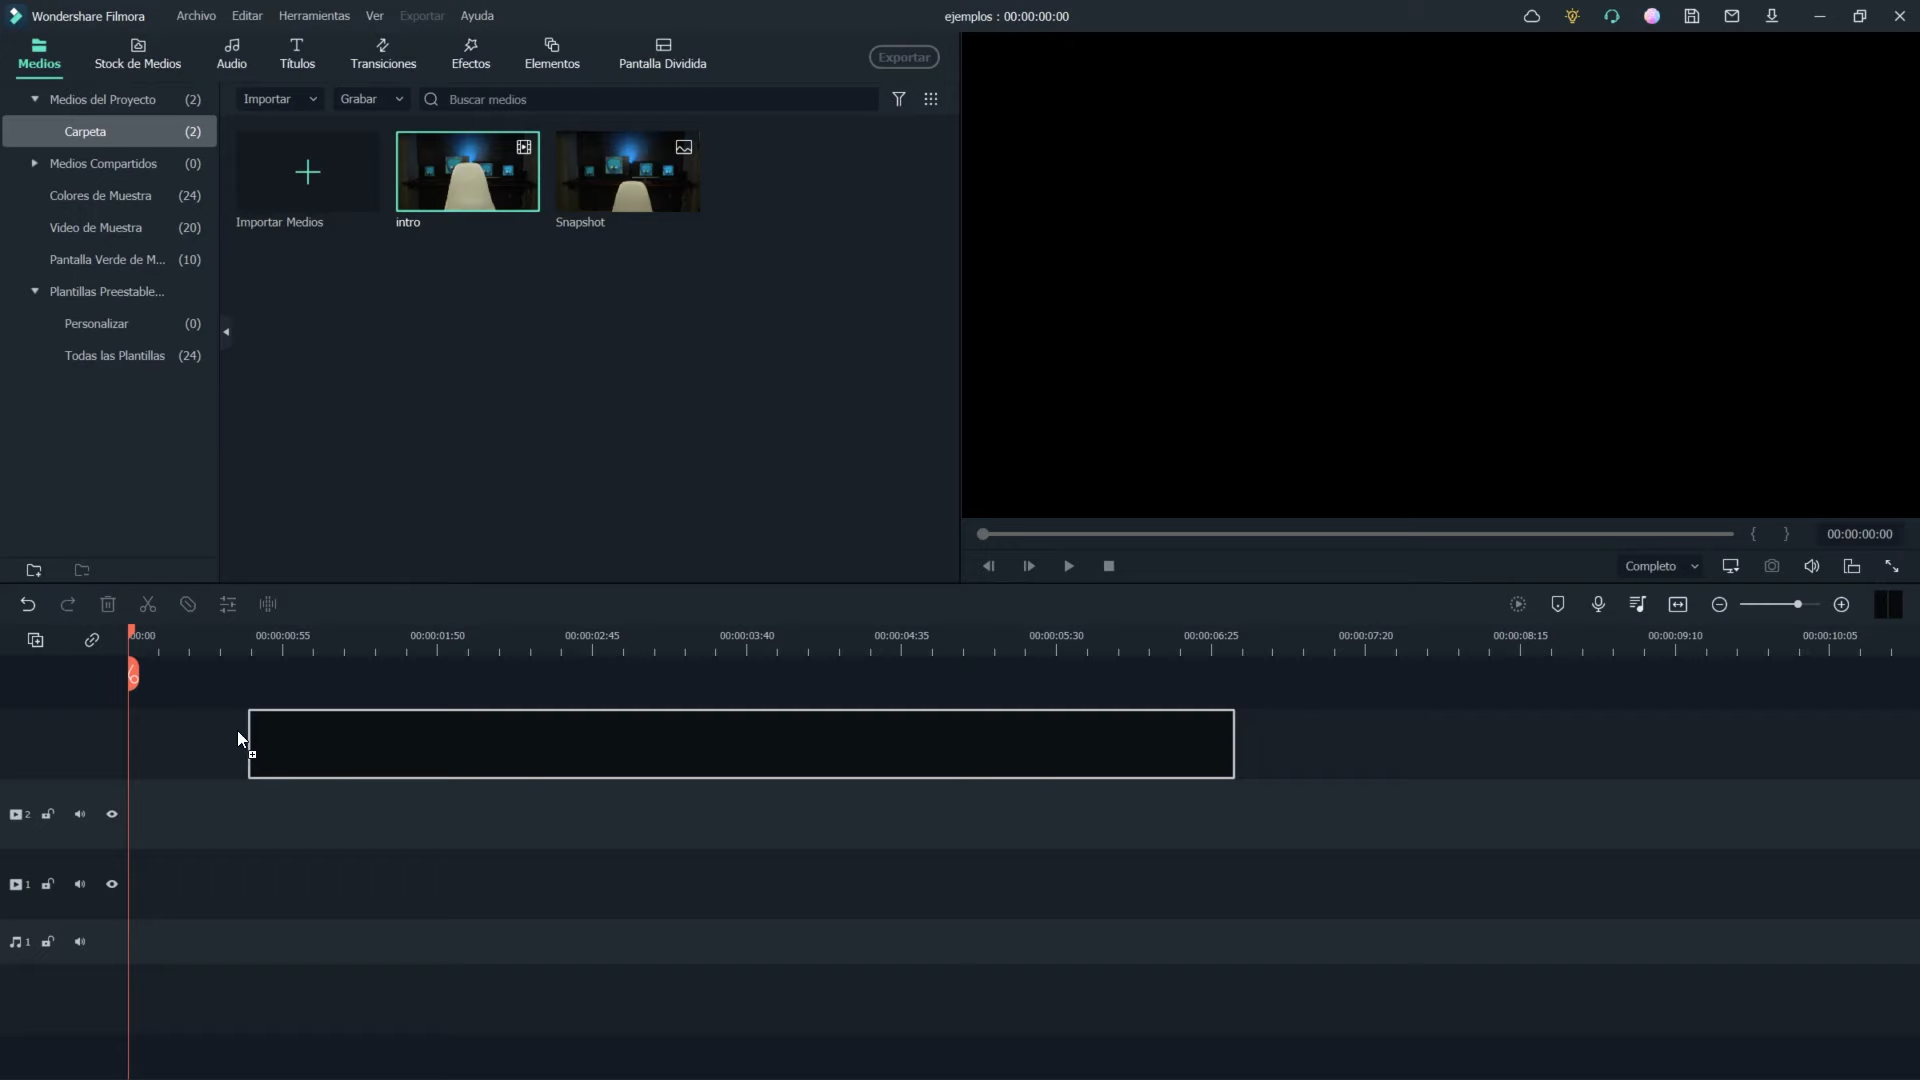 Wondershare Filmora Archivo Editar Herramientas Ver Exportar Ayuda ejemplos : 00:00:00:00
Medios Stock de Medios Audio Títulos Transiciones Efectos Elementos Pantalla Dividida Exportar
Medios del Proyecto (2)
Carpeta (2)
Medios Compartidos (0)
Colores de Muestra (24)
Video de Muestra (20)
Pantalla Verde de M... (10)
Plantillas Preestable...
Personalizar (0)
Todas las Plantillas (24)
Importar Grabar Buscar medios
Importar Medios intro Snapshot
{ } 00:00:00:00
Completo
00:00 00:00:00:55 00:00:01:50 00:00:02:45 00:00:03:40 00:00:04:35 00:00:05:30 00:00:06:25 00:00:07:20 00:00:08:15 00:00:09:10 00:00:10:05
2
1
1